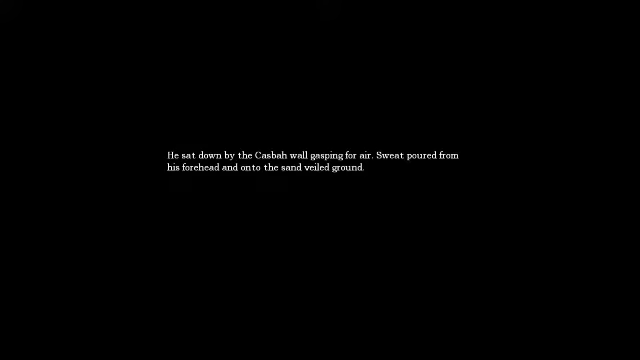 He sat down by the Casbah wall gasping for air. Sweat poured from
his forehead and onto the sand veiled ground.